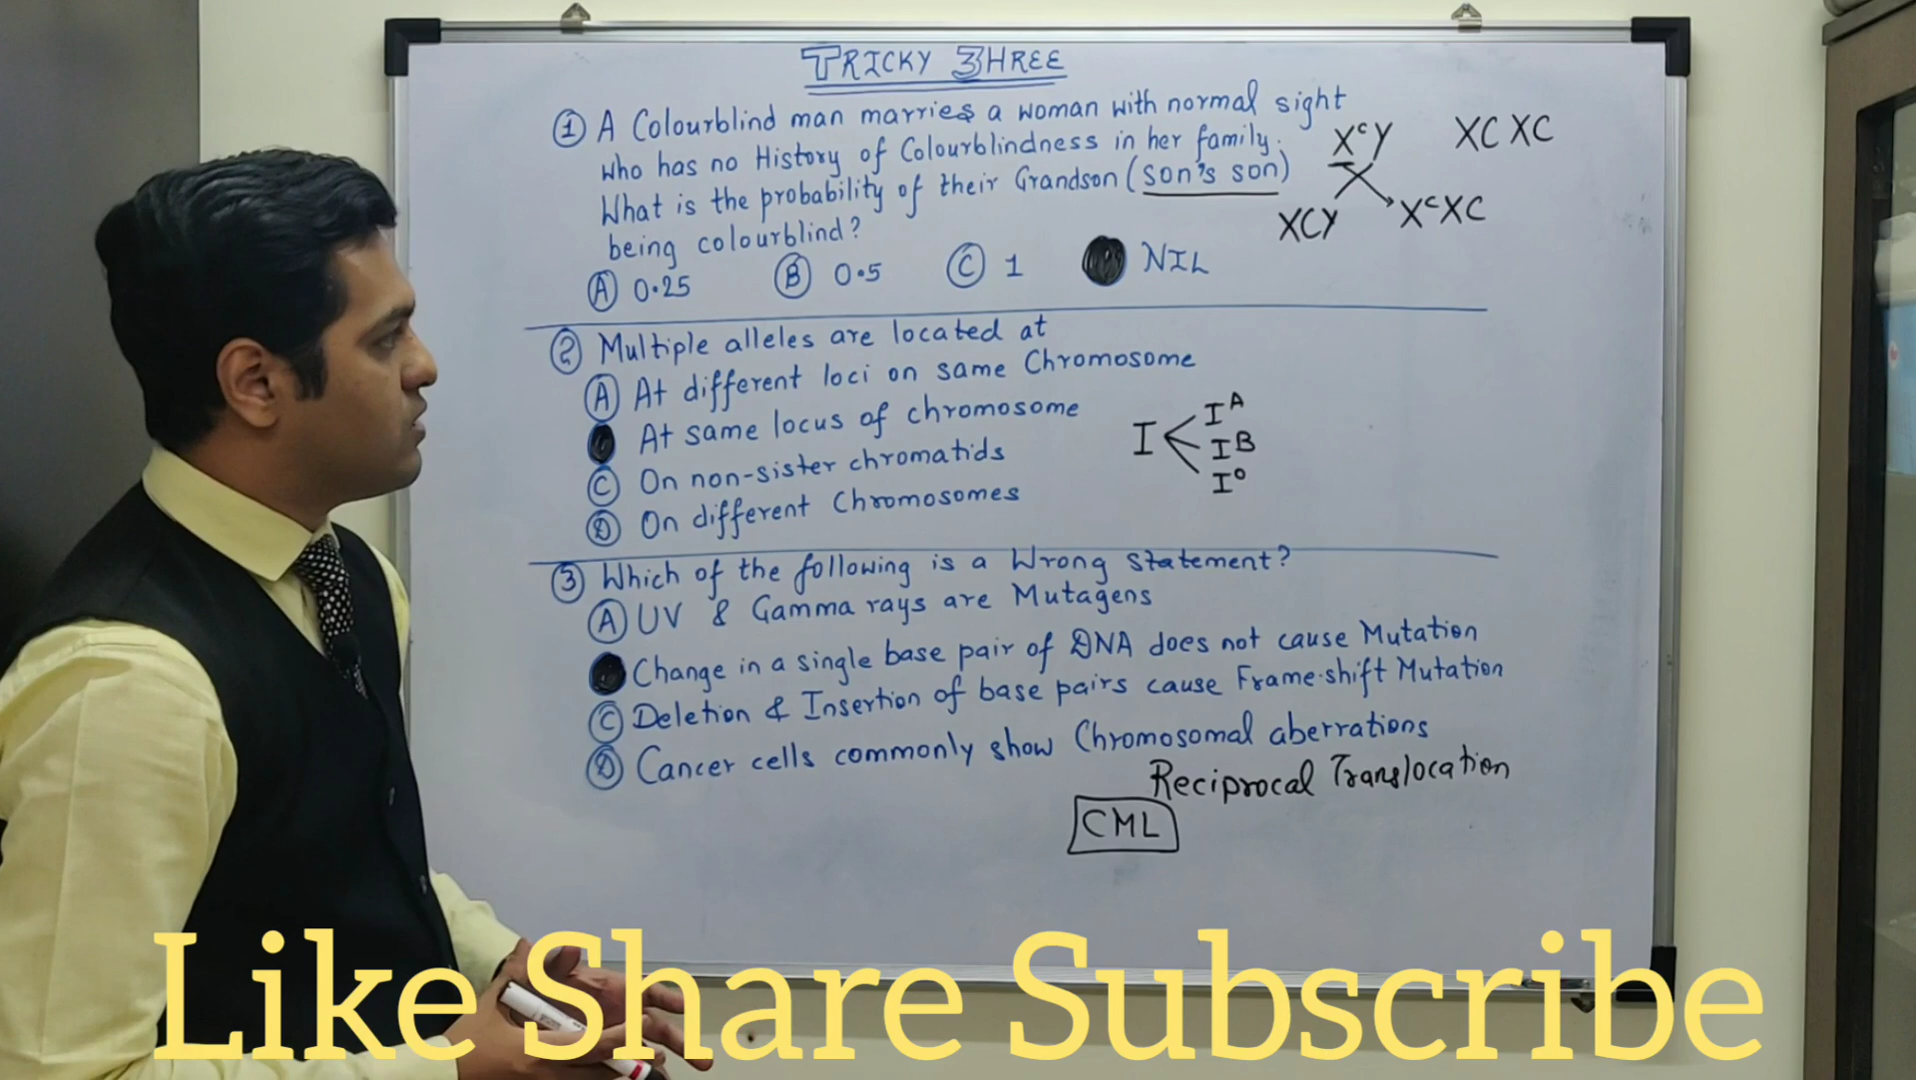 TRICKY THREE
① A Colourblind man marries a woman with normal sight
who has no History of Colourblindness in her family.
What is the probability of their Grandson (son's son)
being colourblind?
Ⓐ 0.25 Ⓑ 0.5 Ⓒ 1 NIL
XᶜY XC XC
XCY XᶜXC
② Multiple alleles are located at
Ⓐ At different loci on same Chromosome
At same locus of chromosome
Ⓒ On non-sister chromatids
Ⓓ On different Chromosomes
I
Iᴬ
Iᴮ
I⁰
③ Which of the following is a Wrong statement?
Ⓐ UV & Gamma rays are Mutagens
Change in a single base pair of DNA does not cause Mutation
Ⓒ Deletion & Insertion of base pairs cause Frame-shift Mutation
Ⓓ Cancer cells commonly show Chromosomal aberrations
Reciprocal Translocation
CML
Like Share Subscribe